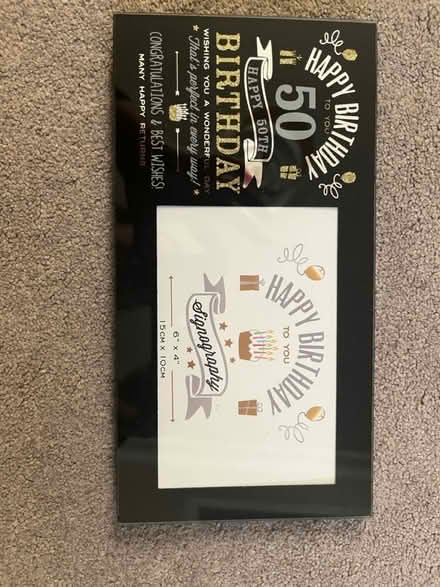 HAPPY BIRTHDAY
TO YOU
50
HAPPY 50TH
BIRTHDAY
WISHING YOU A WONDERFUL DAY
That's perfect in every way!
CONGRATULATIONS & BEST WISHES!
MANY HAPPY RETURNS
HAPPY BIRTHDAY
TO YOU
Signography
6" x 4"
15CM X 10CM